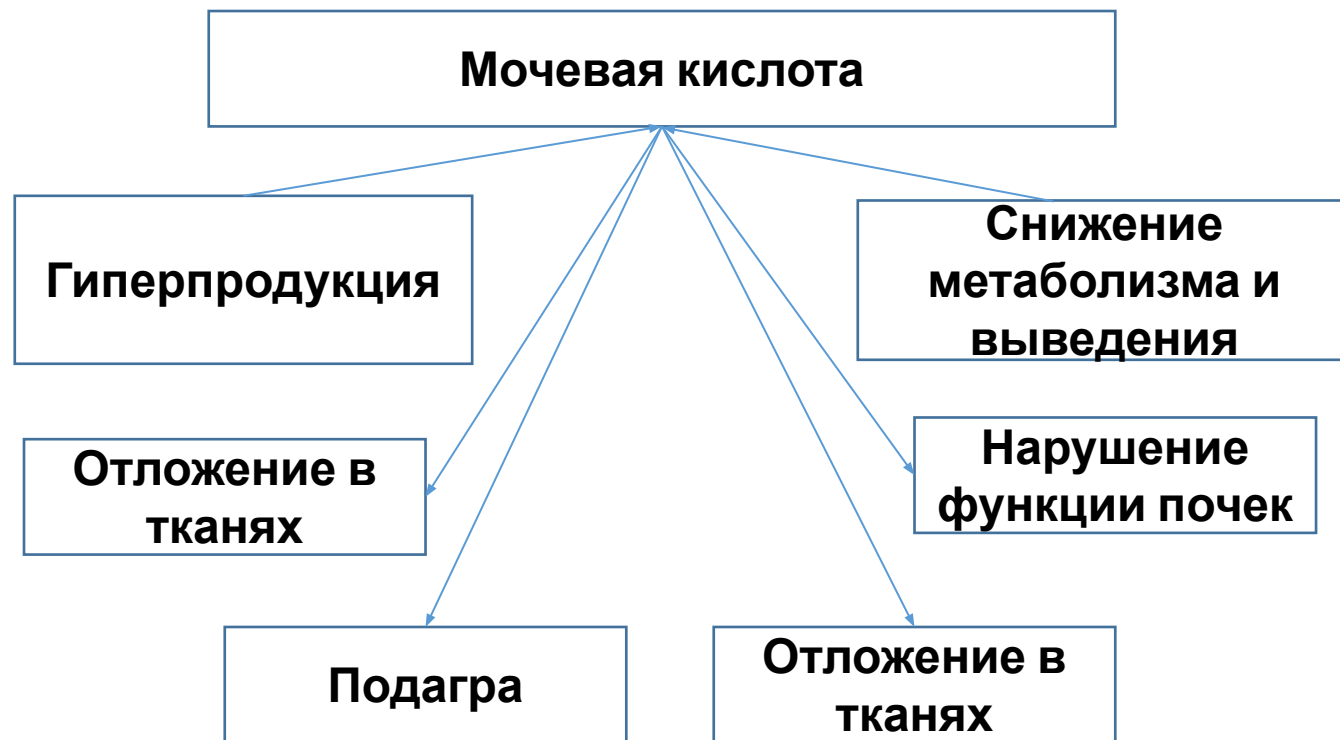 Мочевая кислота
Гиперпродукция
Снижение
метаболизма и
выведения
Отложение в
тканях
Нарушение
функции почек
Подагра
Отложение в
тканях